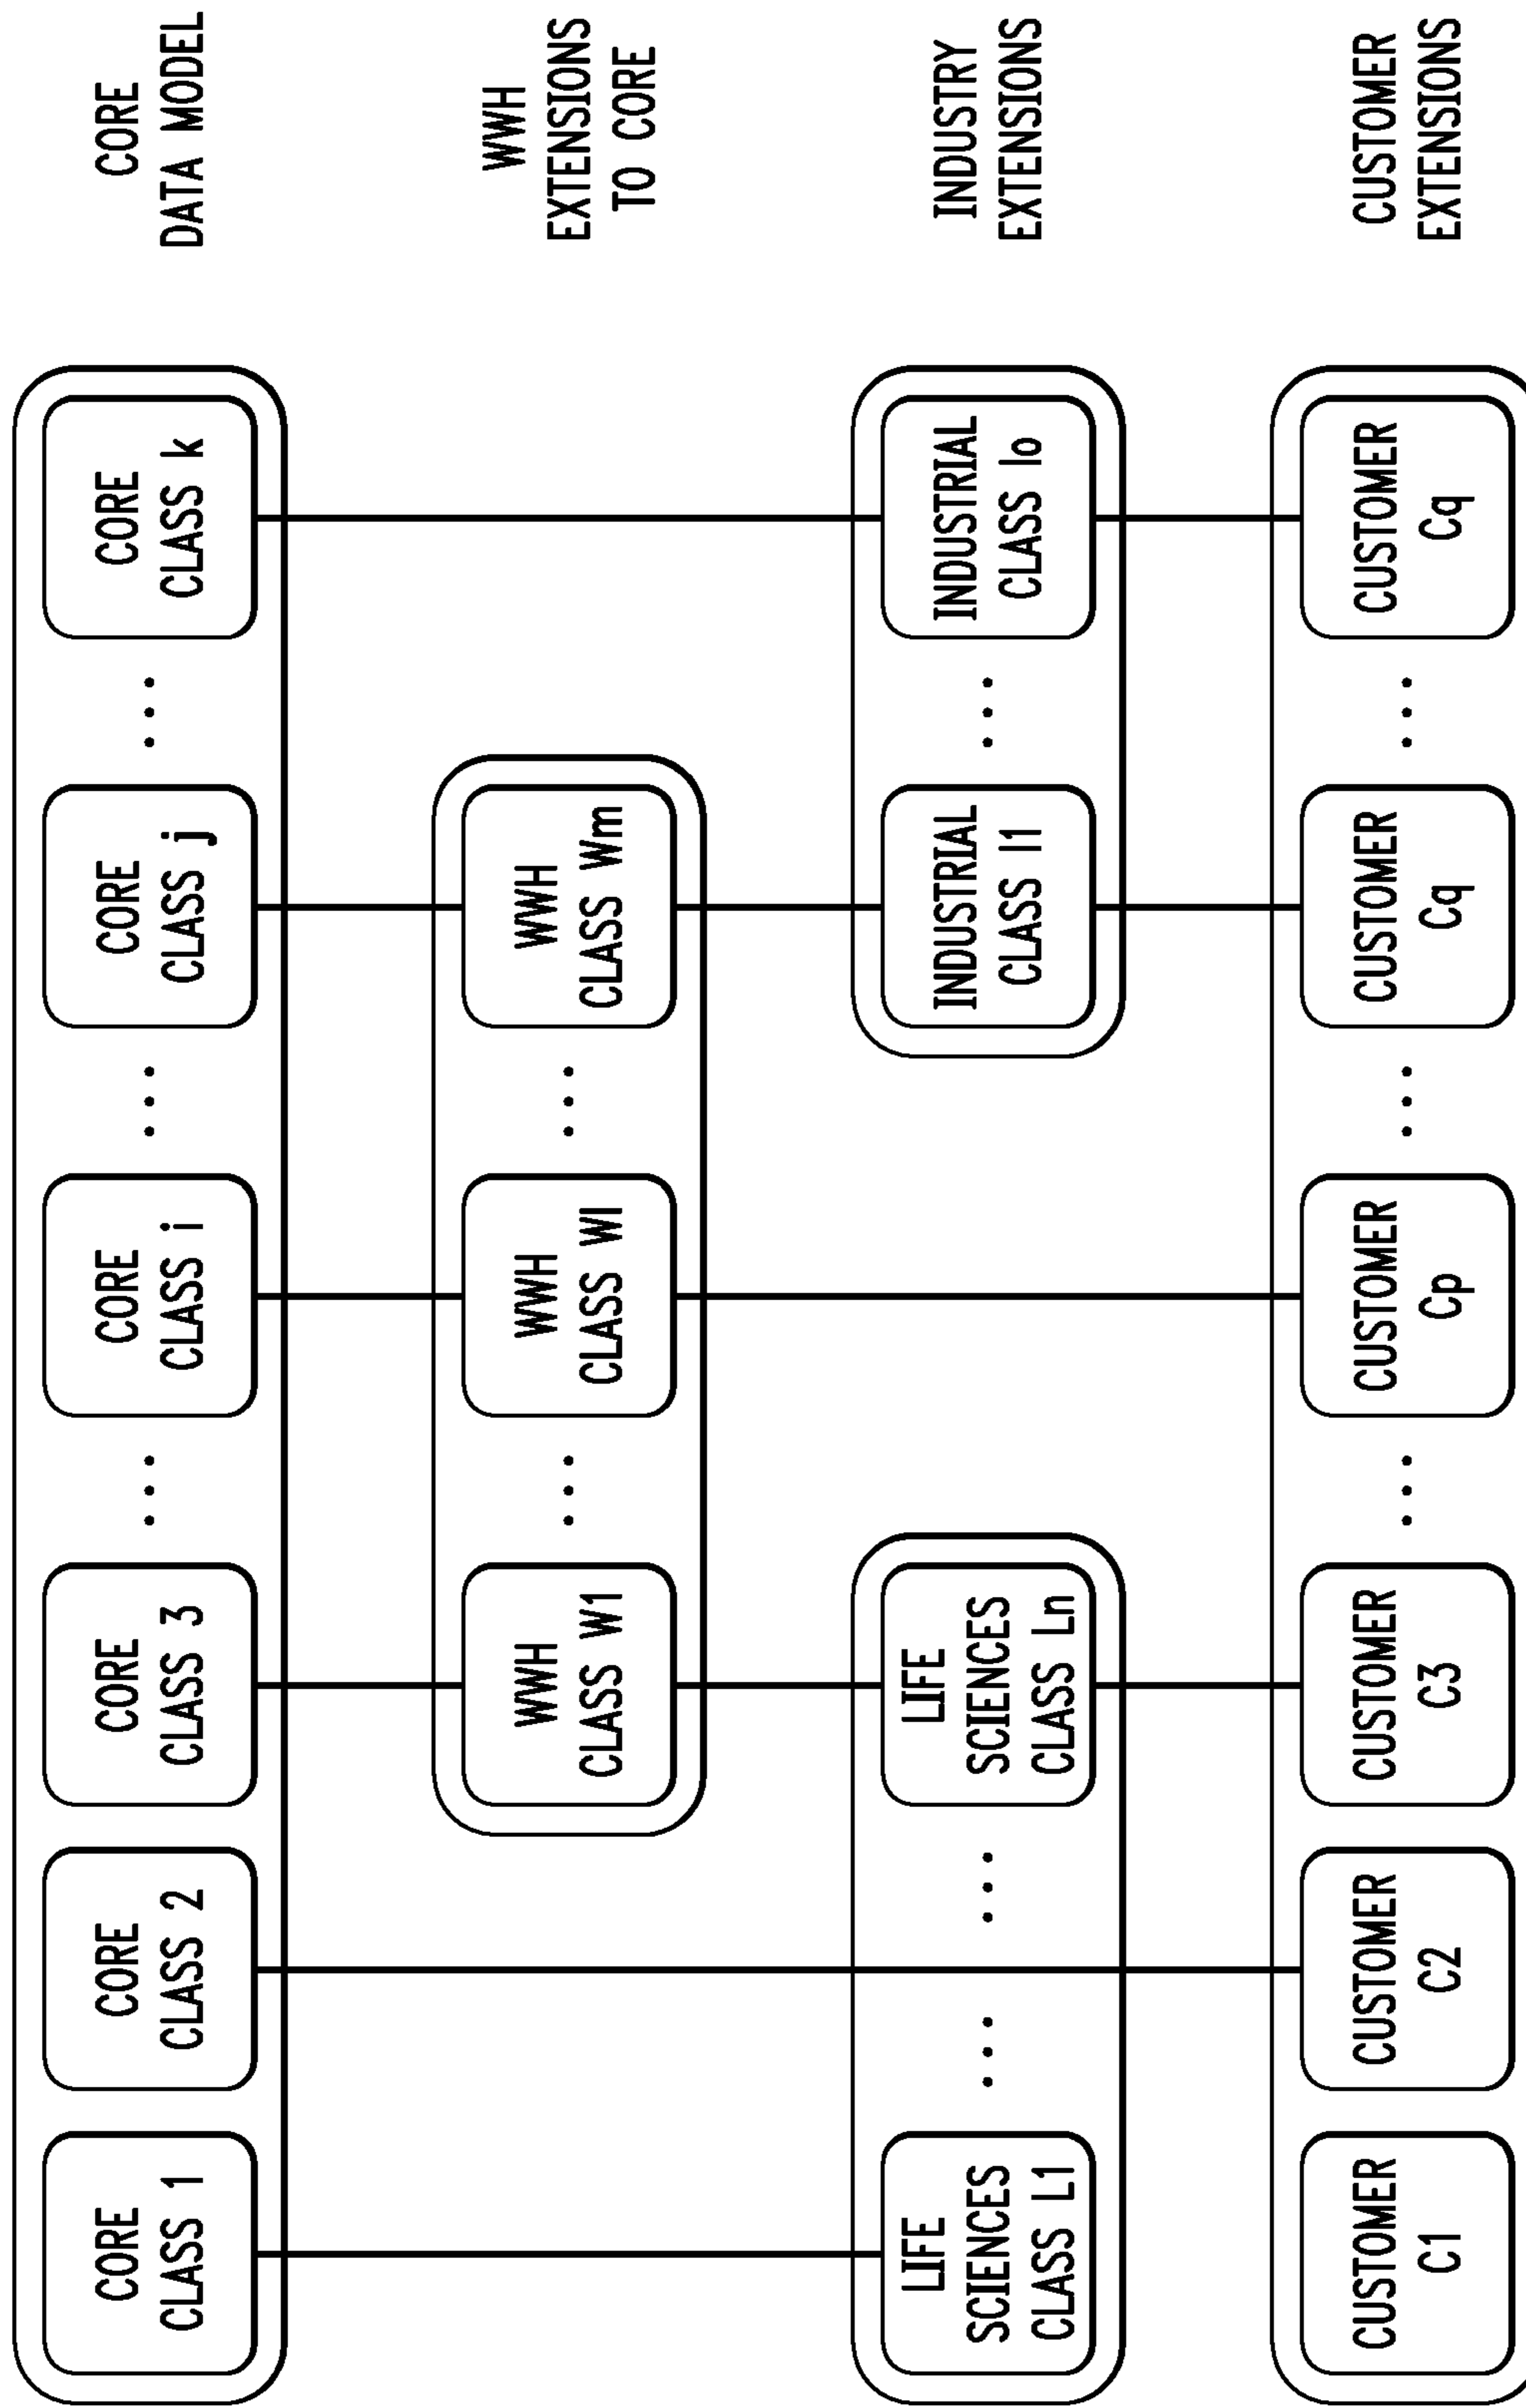 CORE
CLASS 1
CORE
CLASS 2
CORE
CLASS 3
CORE
CLASS i
CORE
CLASS j
CORE
CLASS k
CORE
DATA MODEL
WWH
CLASS W1
WWH
CLASS Wl
WWH
CLASS Wm
WWH
EXTENSIONS
TO CORE
LIFE
SCIENCES
CLASS L1
LIFE
SCIENCES
CLASS Ln
INDUSTRIAL
CLASS I1
INDUSTRIAL
CLASS Io
INDUSTRY
EXTENSIONS
CUSTOMER
C1
CUSTOMER
C2
CUSTOMER
C3
CUSTOMER
Cp
CUSTOMER
Cq
CUSTOMER
Cq
CUSTOMER
EXTENSIONS